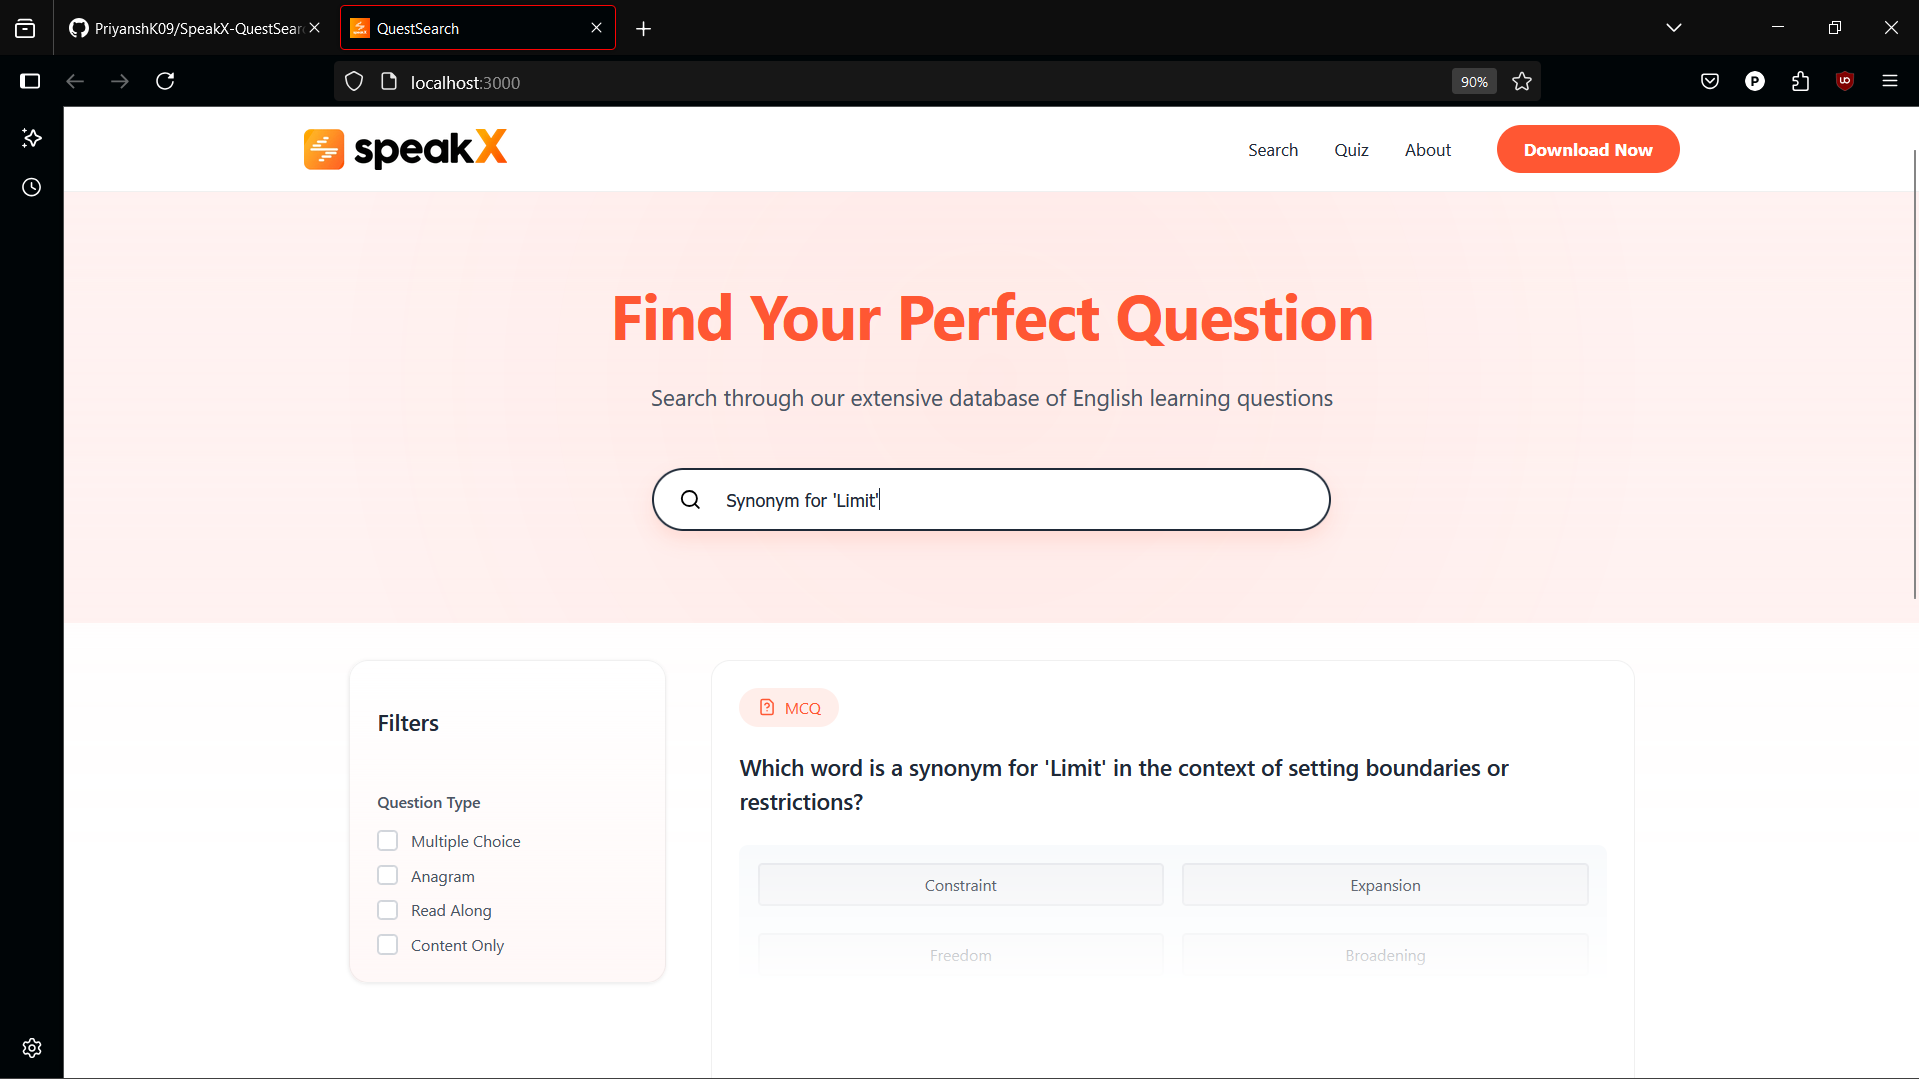 PriyanshK09/SpeakX-QuestSear
QuestSearch
localhost:3000
90%
P
speakX
Search
Quiz
About
Download Now
Find Your Perfect Question
Search through our extensive database of English learning questions
Synonym for 'Limit'
Filters
Question Type
Multiple Choice
Anagram
Read Along
Content Only
MCQ
Which word is a synonym for 'Limit' in the context of setting boundaries or
restrictions?
Constraint
Expansion
Freedom
Broadening